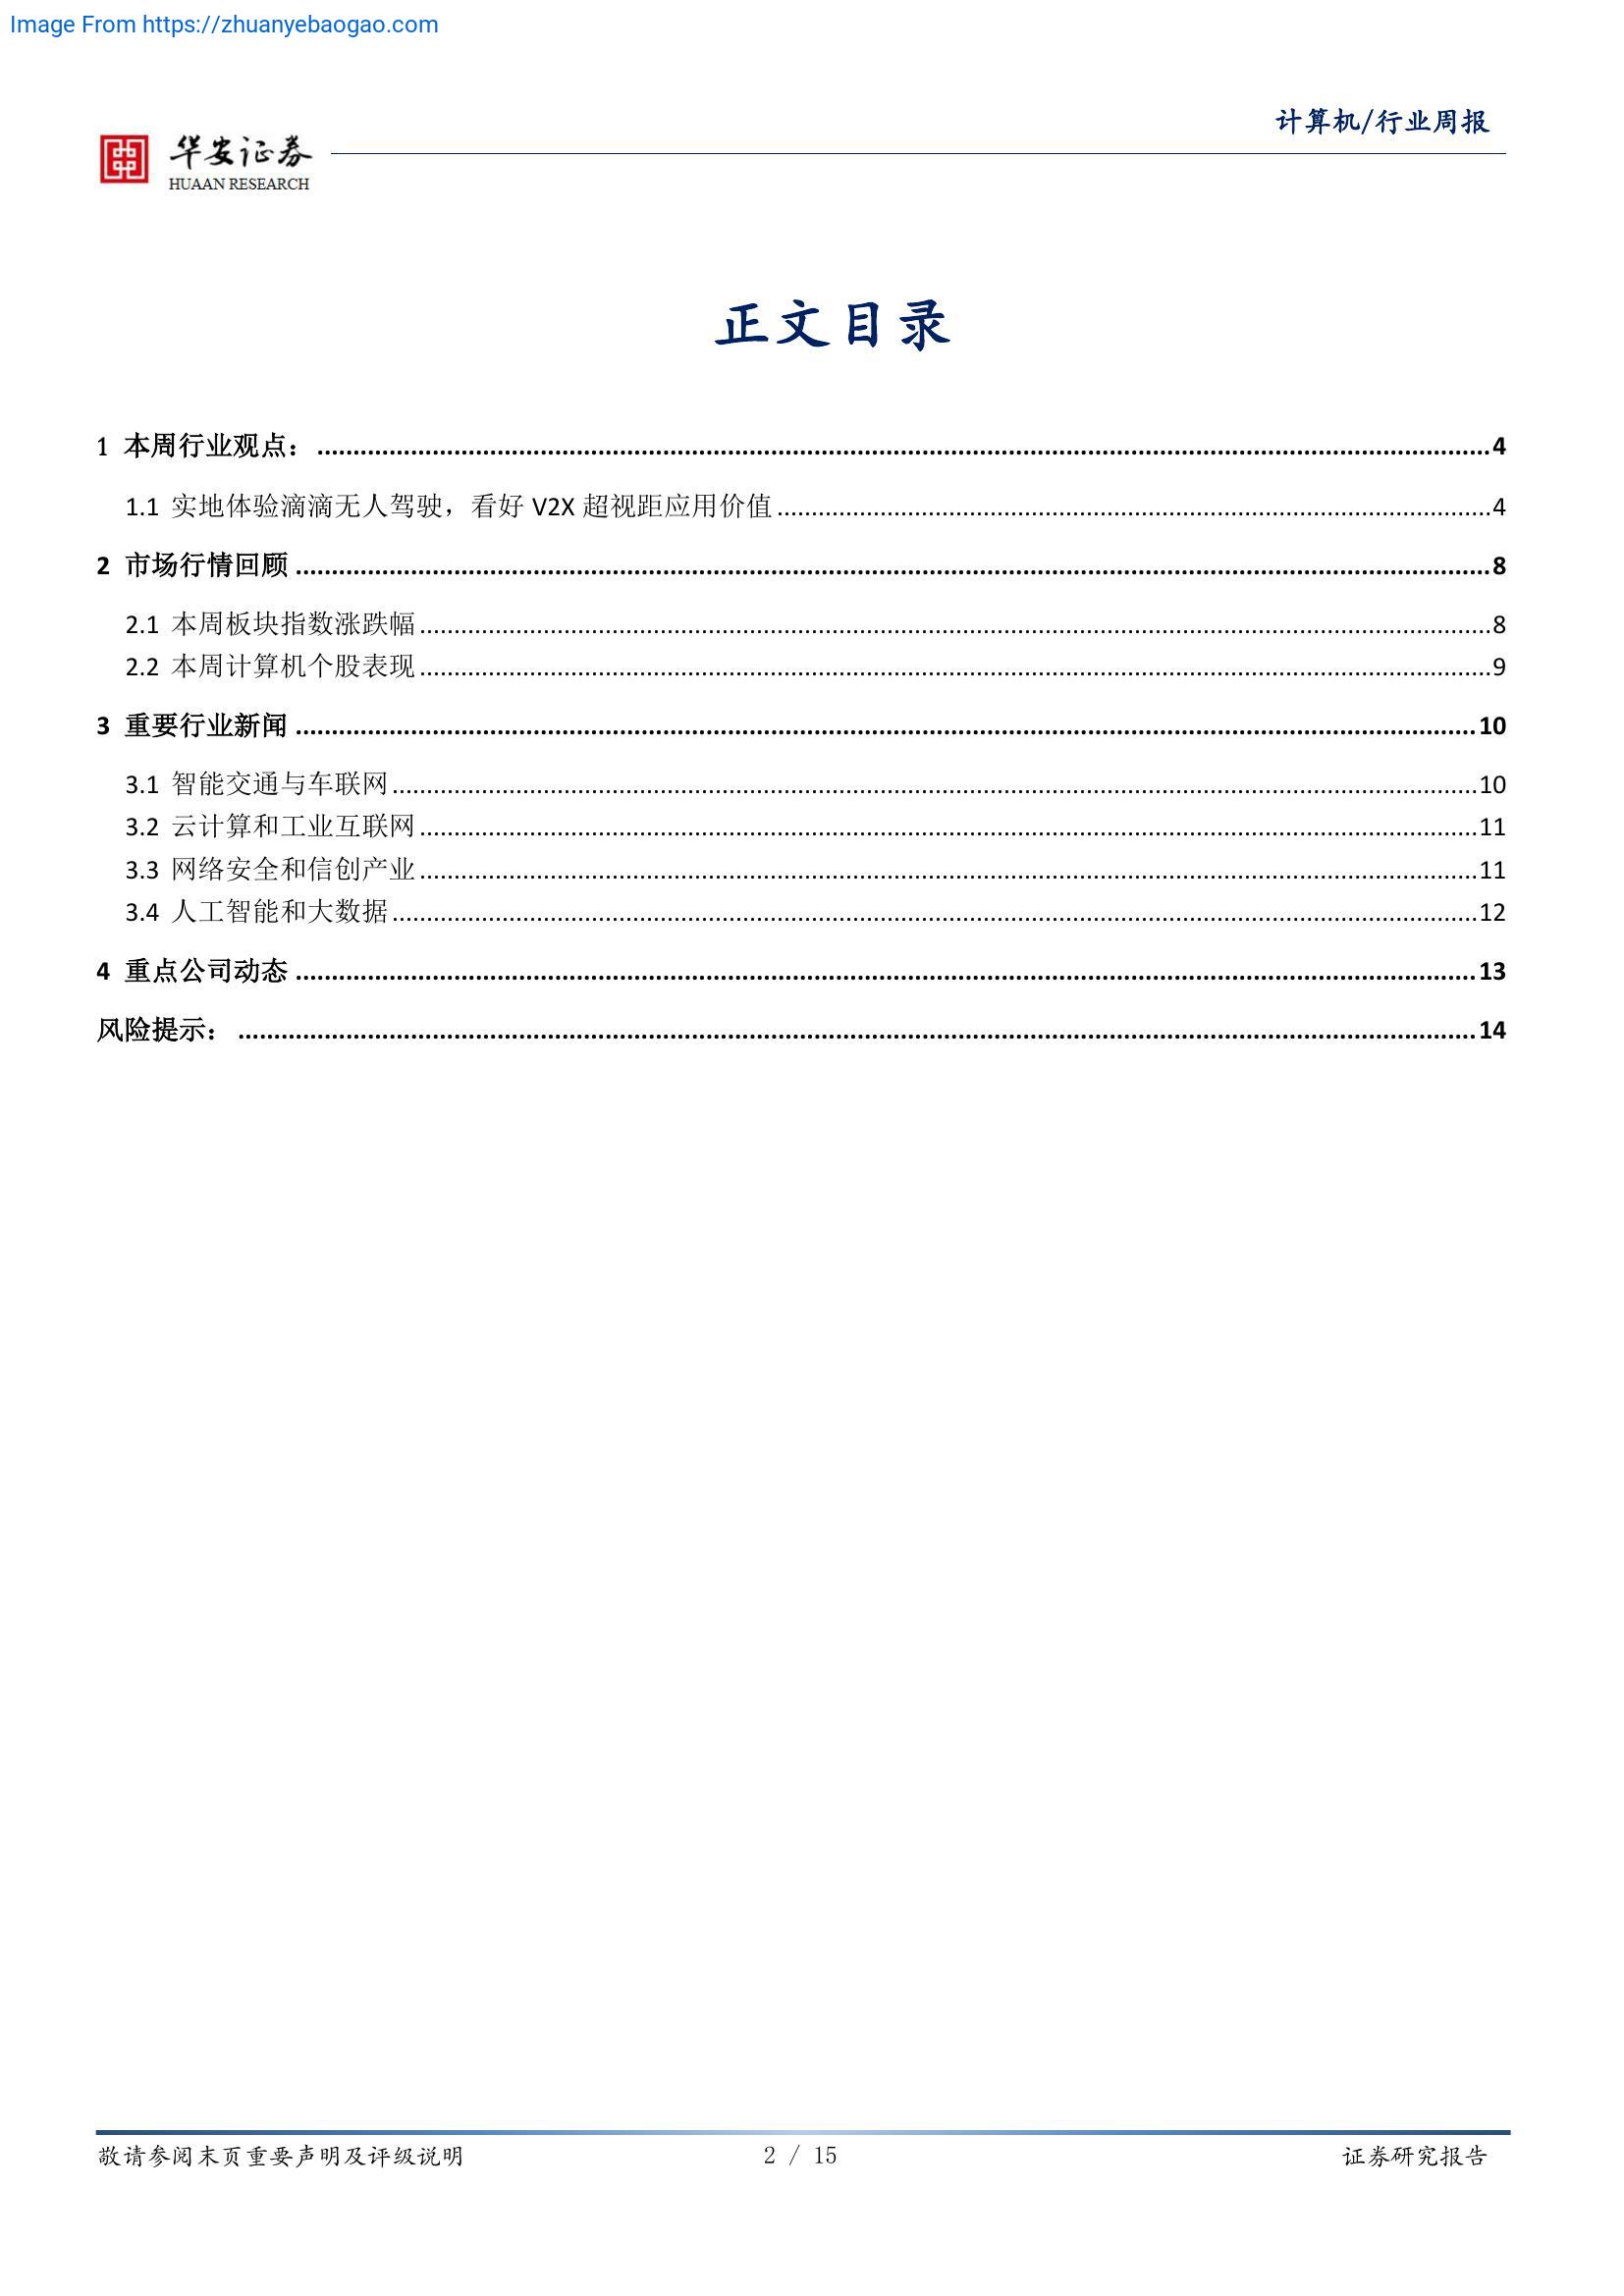 Image From https://zhuanyebaogao.com
计算机/行业周报
华安证券
HUAAN RESEARCH
正文目录
1 本周行业观点：........4
1.1 实地体验滴滴无人驾驶，看好 V2X 超视距应用价值........4
2 市场行情回顾........8
2.1 本周板块指数涨跌幅........8
2.2 本周计算机个股表现........9
3 重要行业新闻........10
3.1 智能交通与车联网........10
3.2 云计算和工业互联网........11
3.3 网络安全和信创产业........11
3.4 人工智能和大数据........12
4 重点公司动态........13
风险提示：........14
敬请参阅末页重要声明及评级说明 2 / 15 证券研究报告